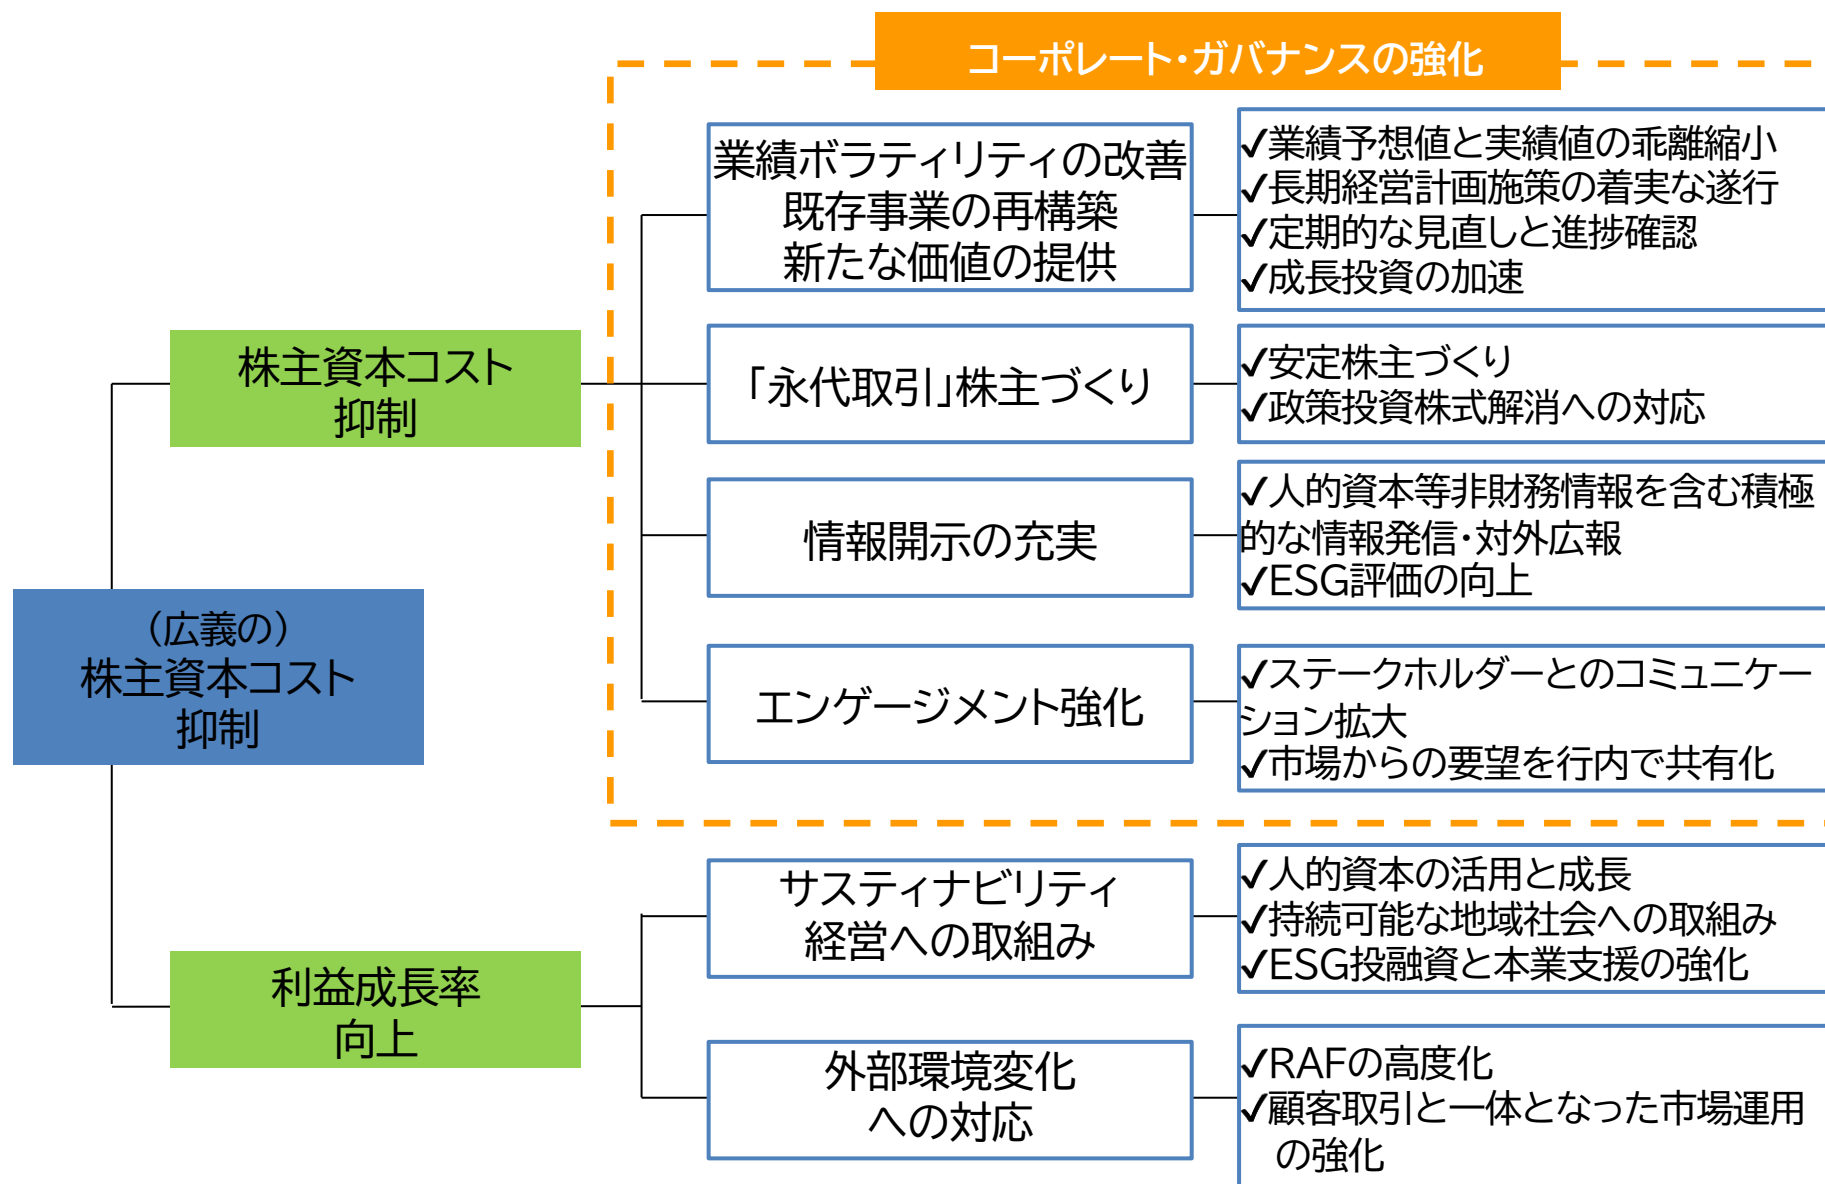 コーポレート・ガバナンスの強化
業績ボラティリティの改善
既存事業の再構築
新たな価値の提供
✓業績予想値と実績値の乖離縮小
✓長期経営計画施策の着実な遂行
✓定期的な見直しと進捗確認
✓成長投資の加速
株主資本コスト
抑制
「永代取引」株主づくり
✓安定株主づくり
✓政策投資株式解消への対応
情報開示の充実
✓人的資本等非財務情報を含む積極
的な情報発信・対外広報
✓ESG評価の向上
(広義の)
株主資本コスト
抑制
エンゲージメント強化
✓ステークホルダーとのコミュニケー
ション拡大
✓市場からの要望を行内で共有化
利益成長率
向上
サスティナビリティ
経営への取組み
✓人的資本の活用と成長
✓持続可能な地域社会への取組み
✓ESG投融資と本業支援の強化
外部環境変化
への対応
✓RAFの高度化
✓顧客取引と一体となった市場運用
の強化